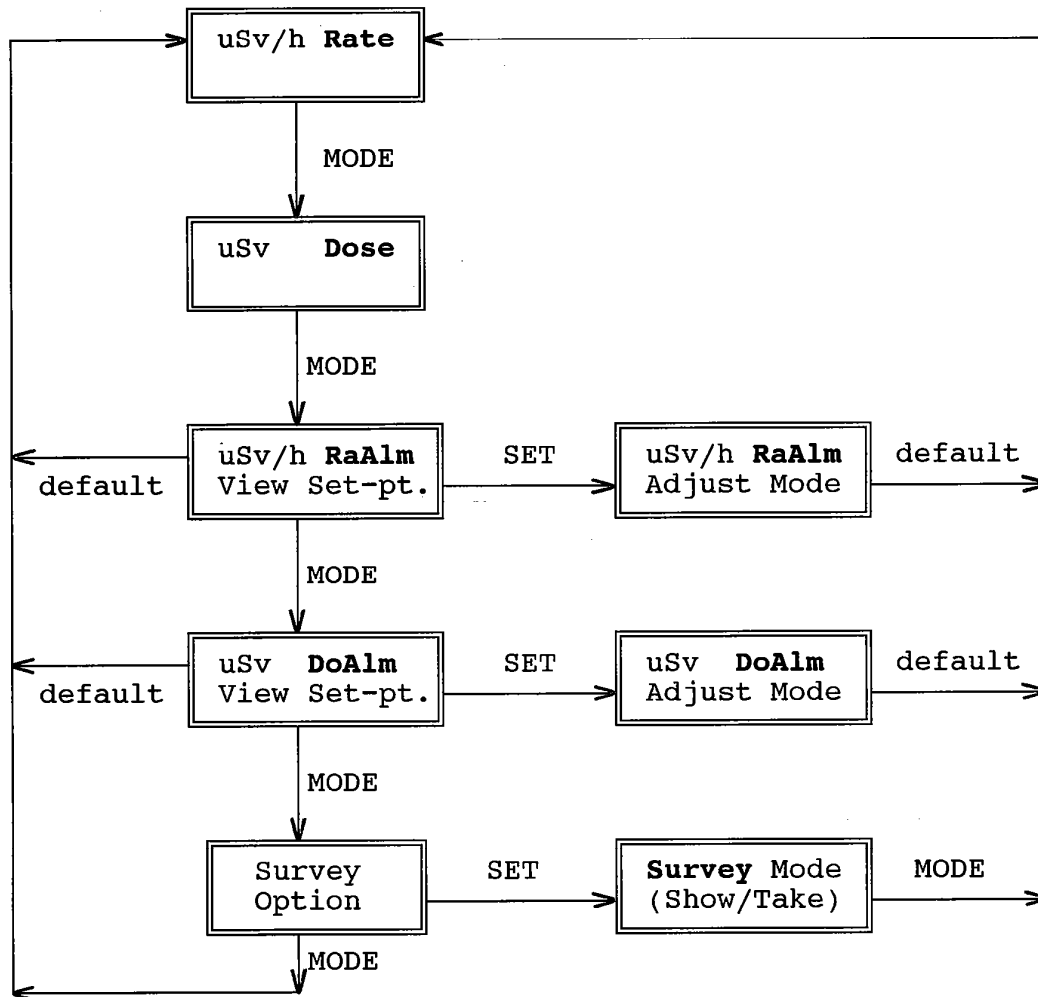 uSv/h Rate
MODE
uSv Dose
MODE
uSv/h RaAlm
View Set-pt.
default
SET
uSv/h RaAlm
Adjust Mode
default
MODE
uSv DoAlm
View Set-pt.
default
SET
uSv DoAlm
Adjust Mode
default
MODE
Survey
Option
SET
Survey Mode
(Show/Take)
MODE
MODE